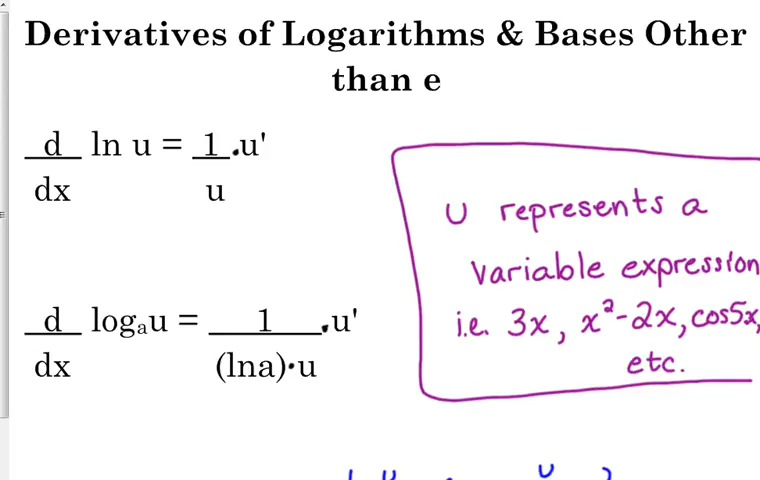 Derivatives of Logarithms & Bases Other
than e
d/dx ln u = 1/u · u'
d/dx logₐu = 1/((lna)·u) · u'
u represents a
variable expression
i.e. 3x, x²-2x, cos5x,
etc.